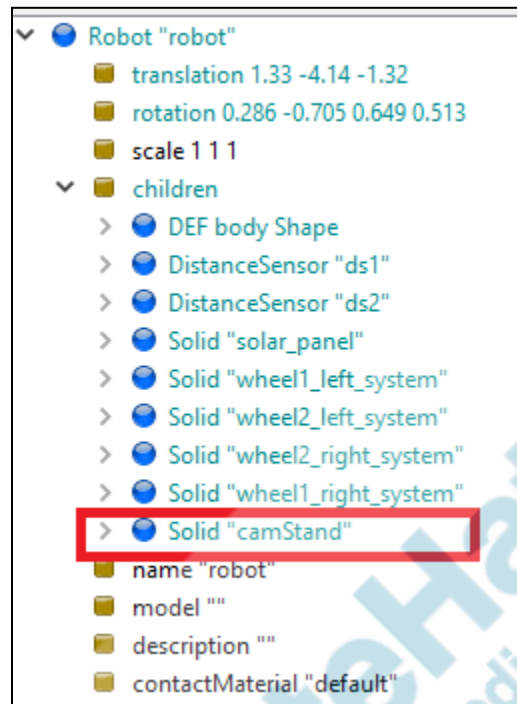 Robot "robot"
translation 1.33 -4.14 -1.32
rotation 0.286 -0.705 0.649 0.513
scale 1 1 1
children
DEF body Shape
DistanceSensor "ds1"
DistanceSensor "ds2"
Solid "solar_panel"
Solid "wheel1_left_system"
Solid "wheel2_left_system"
Solid "wheel2_right_system"
Solid "wheel1_right_system"
Solid "camStand"
name "robot"
model ""
description ""
contactMaterial "default"